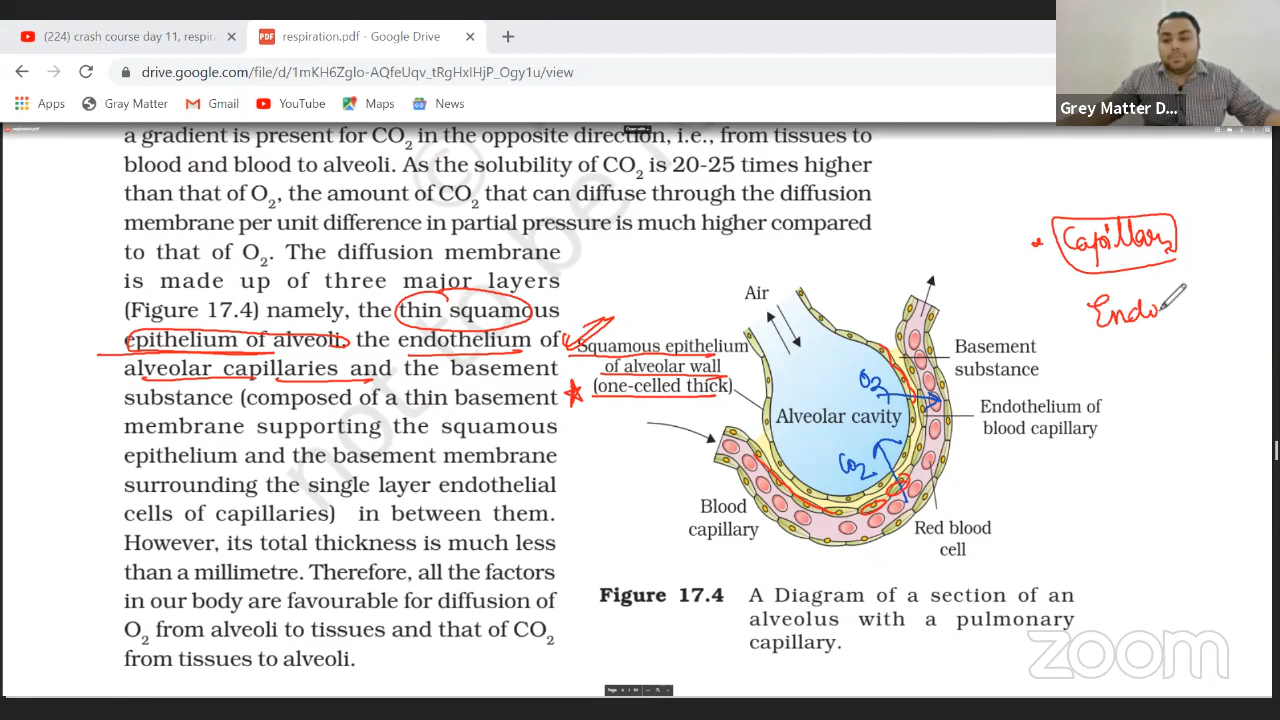 (224) crash course day 11, respir
respiration.pdf - Google Drive
drive.google.com/file/d/1mKH6Zglo-AQfeUqv_tRgHxIHjP_Ogy1u/view
Apps
Gray Matter
Gmail
YouTube
Maps
News
Grey Matter D...
a gradient is present for CO2 in the opposite direction, i.e., from tissues to
blood and blood to alveoli. As the solubility of CO2 is 20-25 times higher
than that of O2, the amount of CO2 that can diffuse through the diffusion
membrane per unit difference in partial pressure is much higher compared
to that of O2. The diffusion membrane
is made up of three major layers
(Figure 17.4) namely, the thin squamous
epithelium of alveoli, the endothelium of
alveolar capillaries and the basement
substance (composed of a thin basement
membrane supporting the squamous
epithelium and the basement membrane
surrounding the single layer endothelial
cells of capillaries) in between them.
However, its total thickness is much less
than a millimetre. Therefore, all the factors
in our body are favourable for diffusion of
O2 from alveoli to tissues and that of CO2
from tissues to alveoli.
Capillary
Endo
Air
Squamous epithelium
of alveolar wall
(one-celled thick)
Basement
substance
O2
Alveolar cavity
Endothelium of
blood capillary
CO2
Blood
capillary
Red blood
cell
Figure 17.4 A Diagram of a section of an
alveolus with a pulmonary
capillary.
©
not to be r
zoom